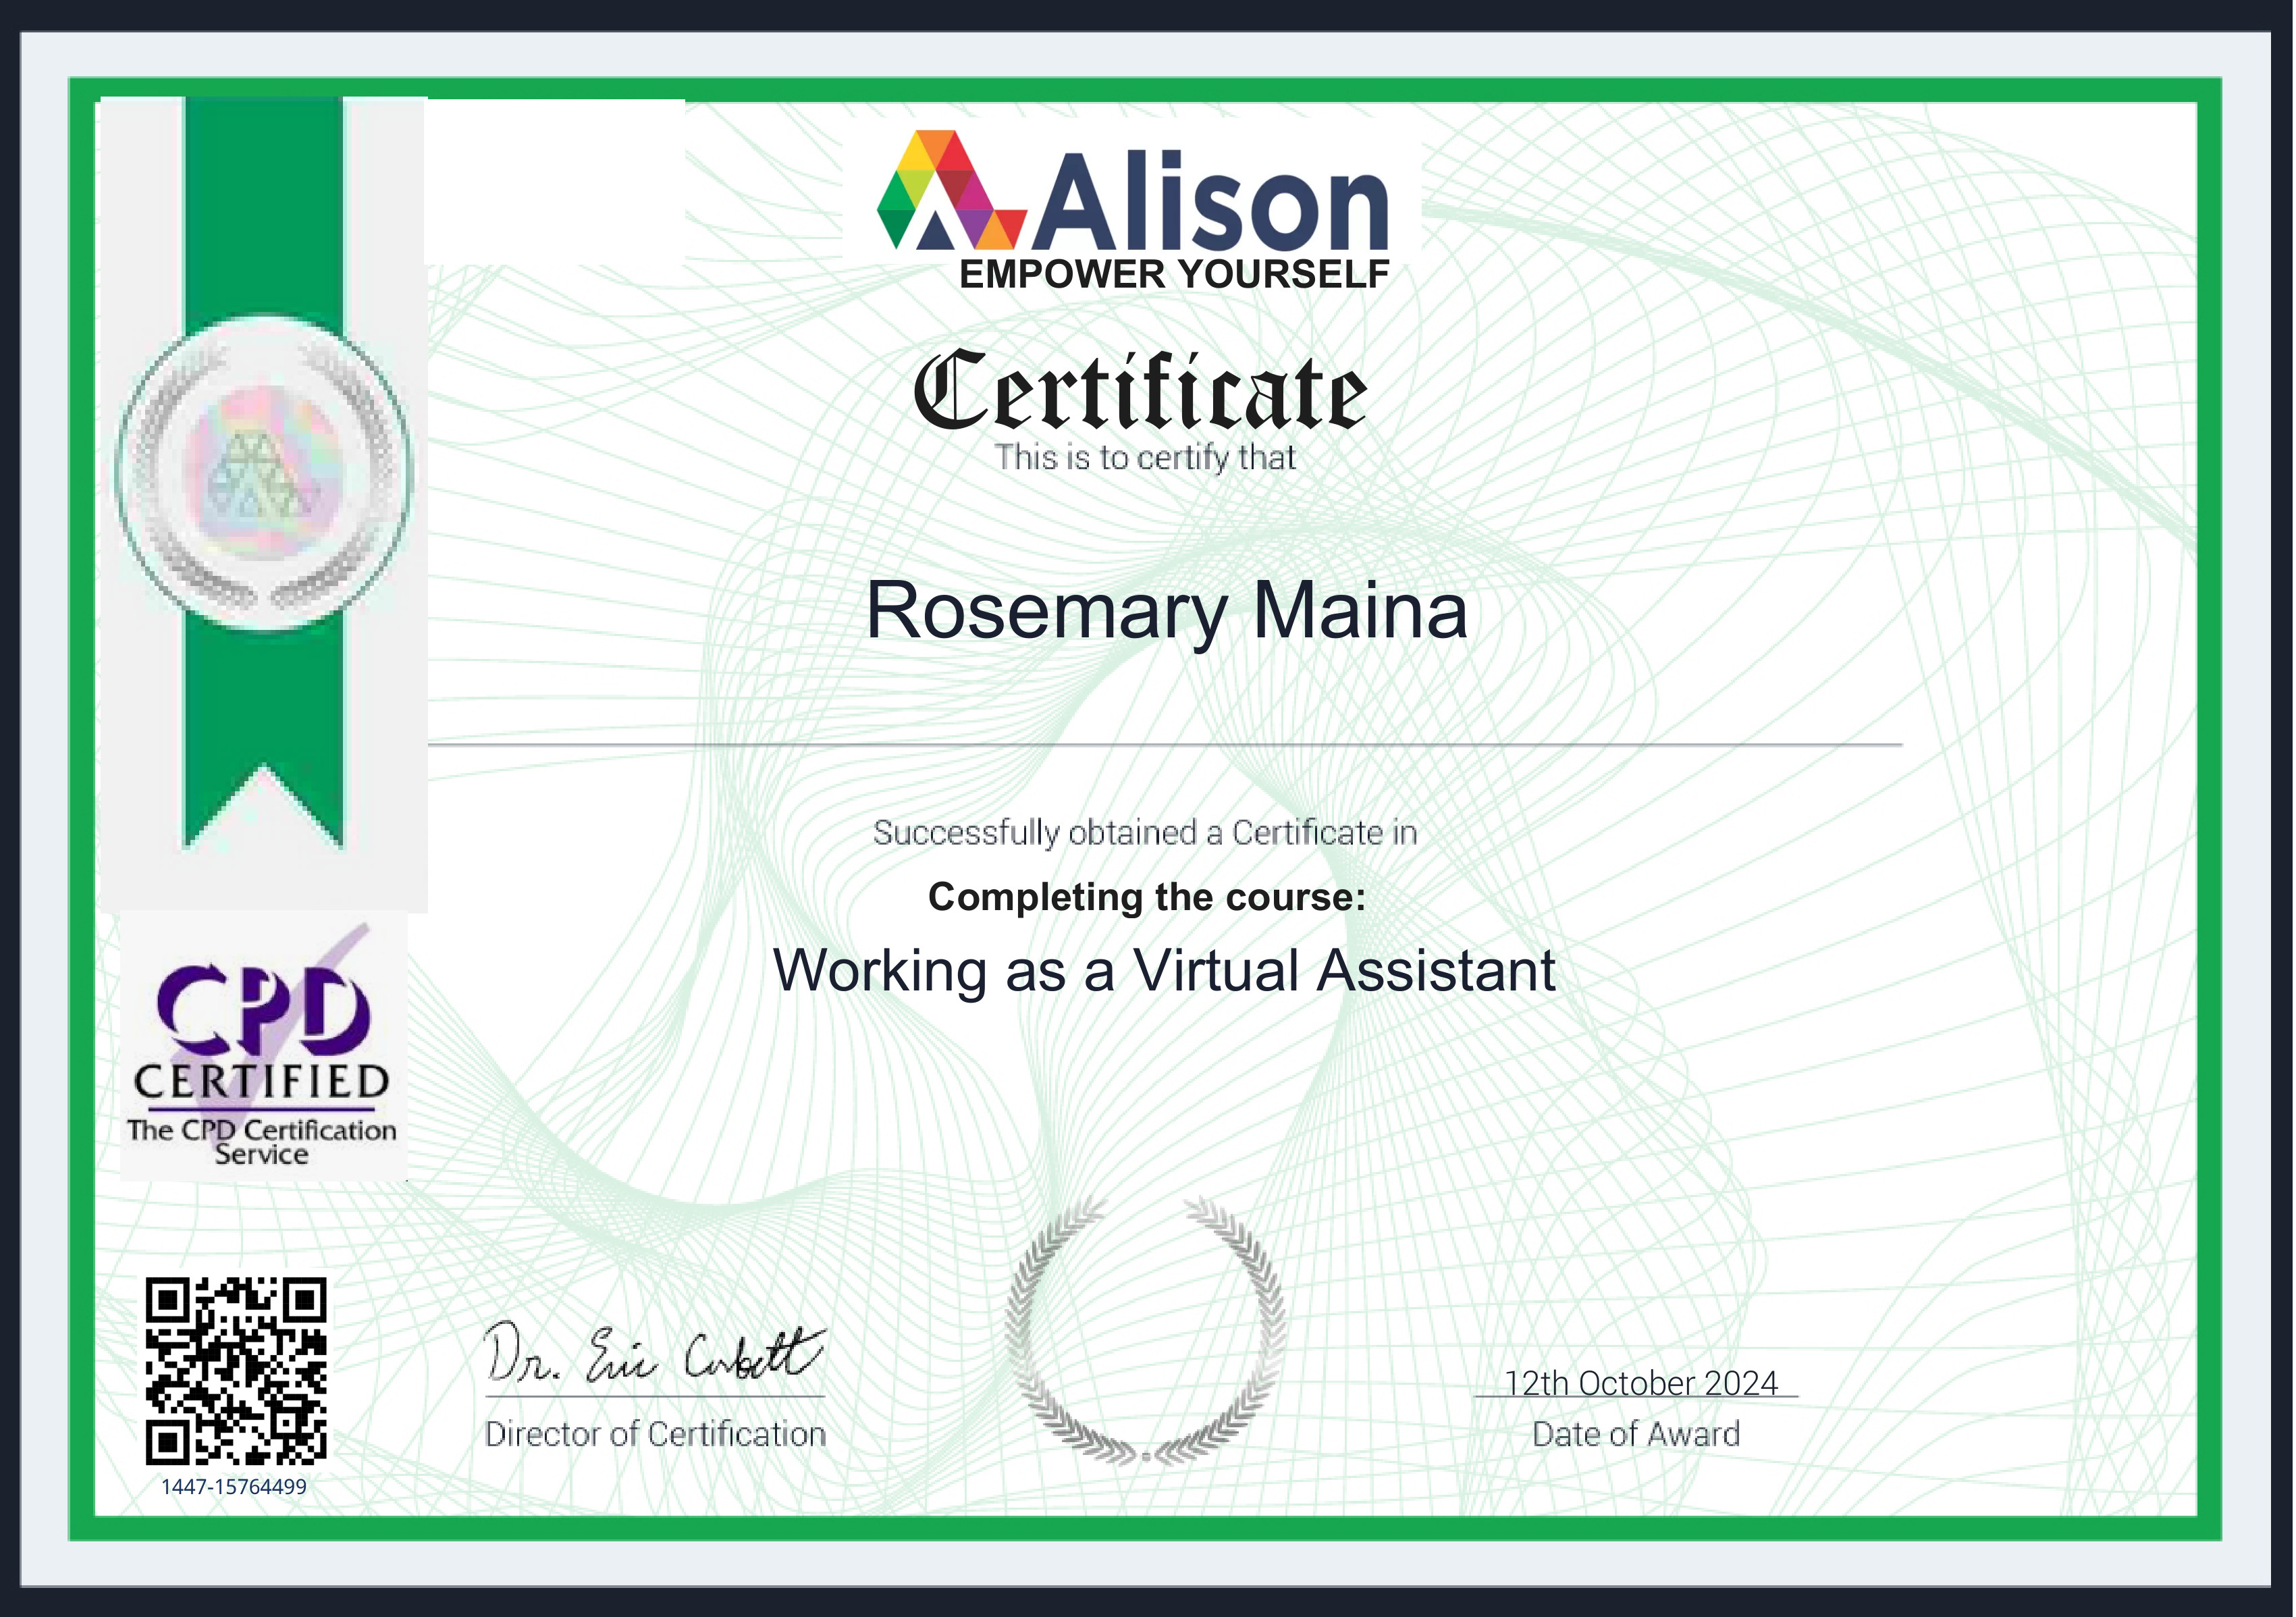 Alison
EMPOWER YOURSELF
Certificate
This is to certify that
Rosemary Maina
Successfully obtained a Certificate in
Completing the course:
Working as a Virtual Assistant
CPD
CERTIFIED
The CPD Certification
Service
Dr. Eric Corbett
Director of Certification
12th October 2024
Date of Award
1447-15764499